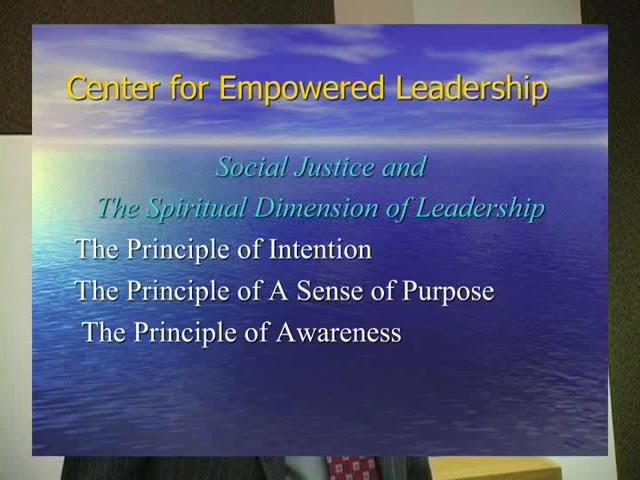 Center for Empowered Leadership
Social Justice and
The Spiritual Dimension of Leadership
The Principle of Intention
The Principle of A Sense of Purpose
The Principle of Awareness